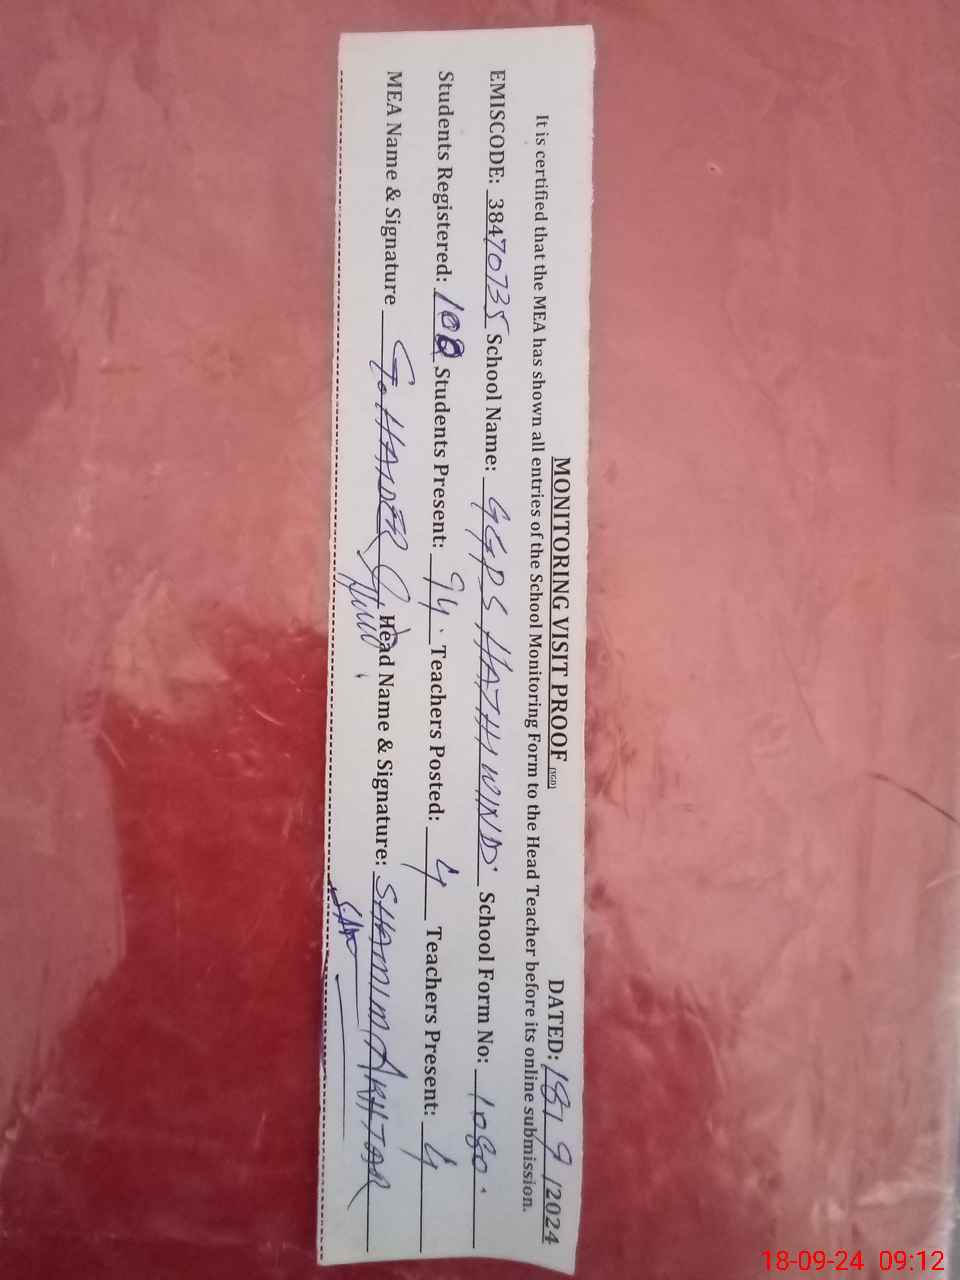 MONITORING VISIT PROOF (SGD) DATED: 18/9/2024
It is certified that the MEA has shown all entries of the School Monitoring Form to the Head Teacher before its online submission.
EMISCODE: 38470735 School Name: GGPS HATHIWIND. School Form No: 1080.
Students Registered: 100 Students Present: 94. Teachers Posted: 4 Teachers Present: 4
MEA Name & Signature G. HAIDER Head Name & Signature: SHAMIM AKHTAR
18-09-24 09:12